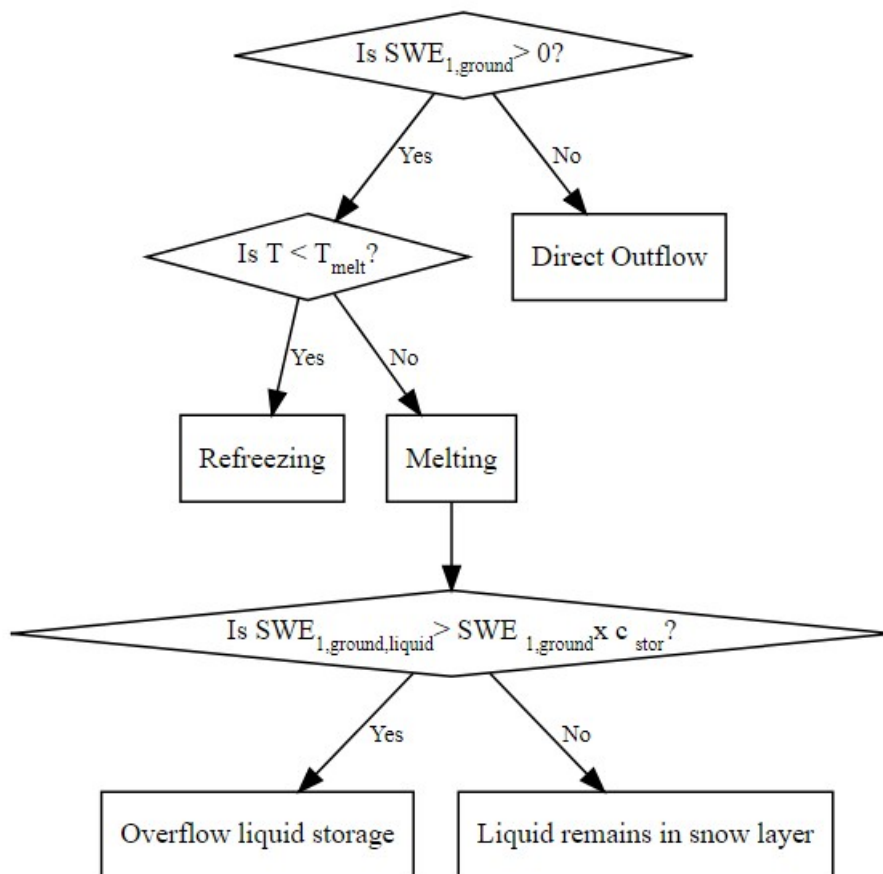 Is SWE1,ground> 0?
Yes
No
Is T < Tmelt?
Direct Outflow
Yes
No
Refreezing
Melting
Is SWE1,ground,liquid> SWE 1,groundx c stor?
Yes
No
Overflow liquid storage
Liquid remains in snow layer